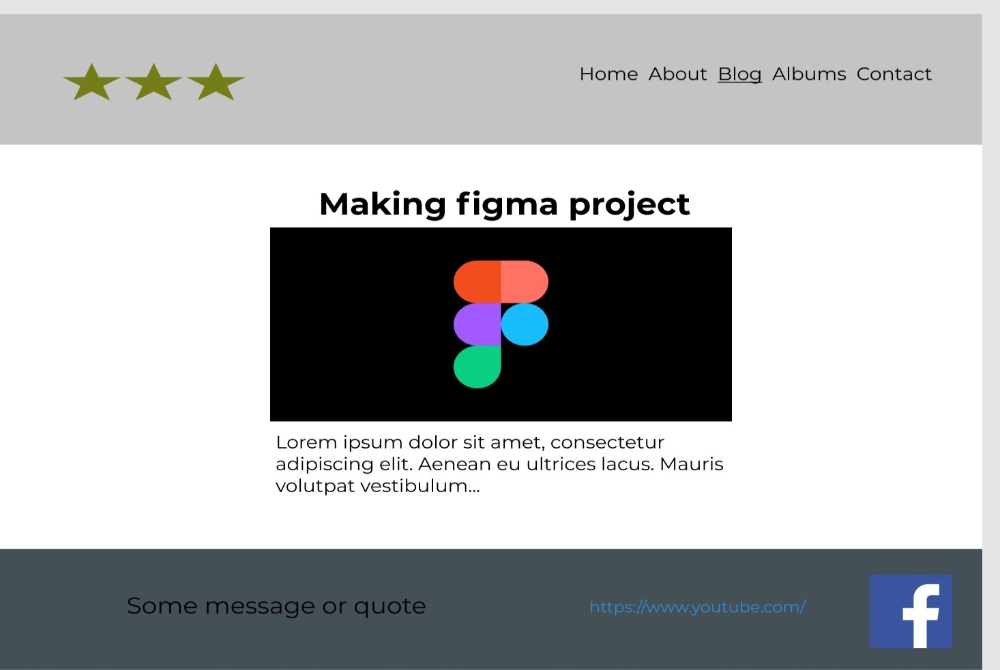 Home About Blog Albums Contact
Making figma project
Lorem ipsum dolor sit amet, consectetur
adipiscing elit. Aenean eu ultrices lacus. Mauris
volutpat vestibulum...
Some message or quote
https://www.youtube.com/
f